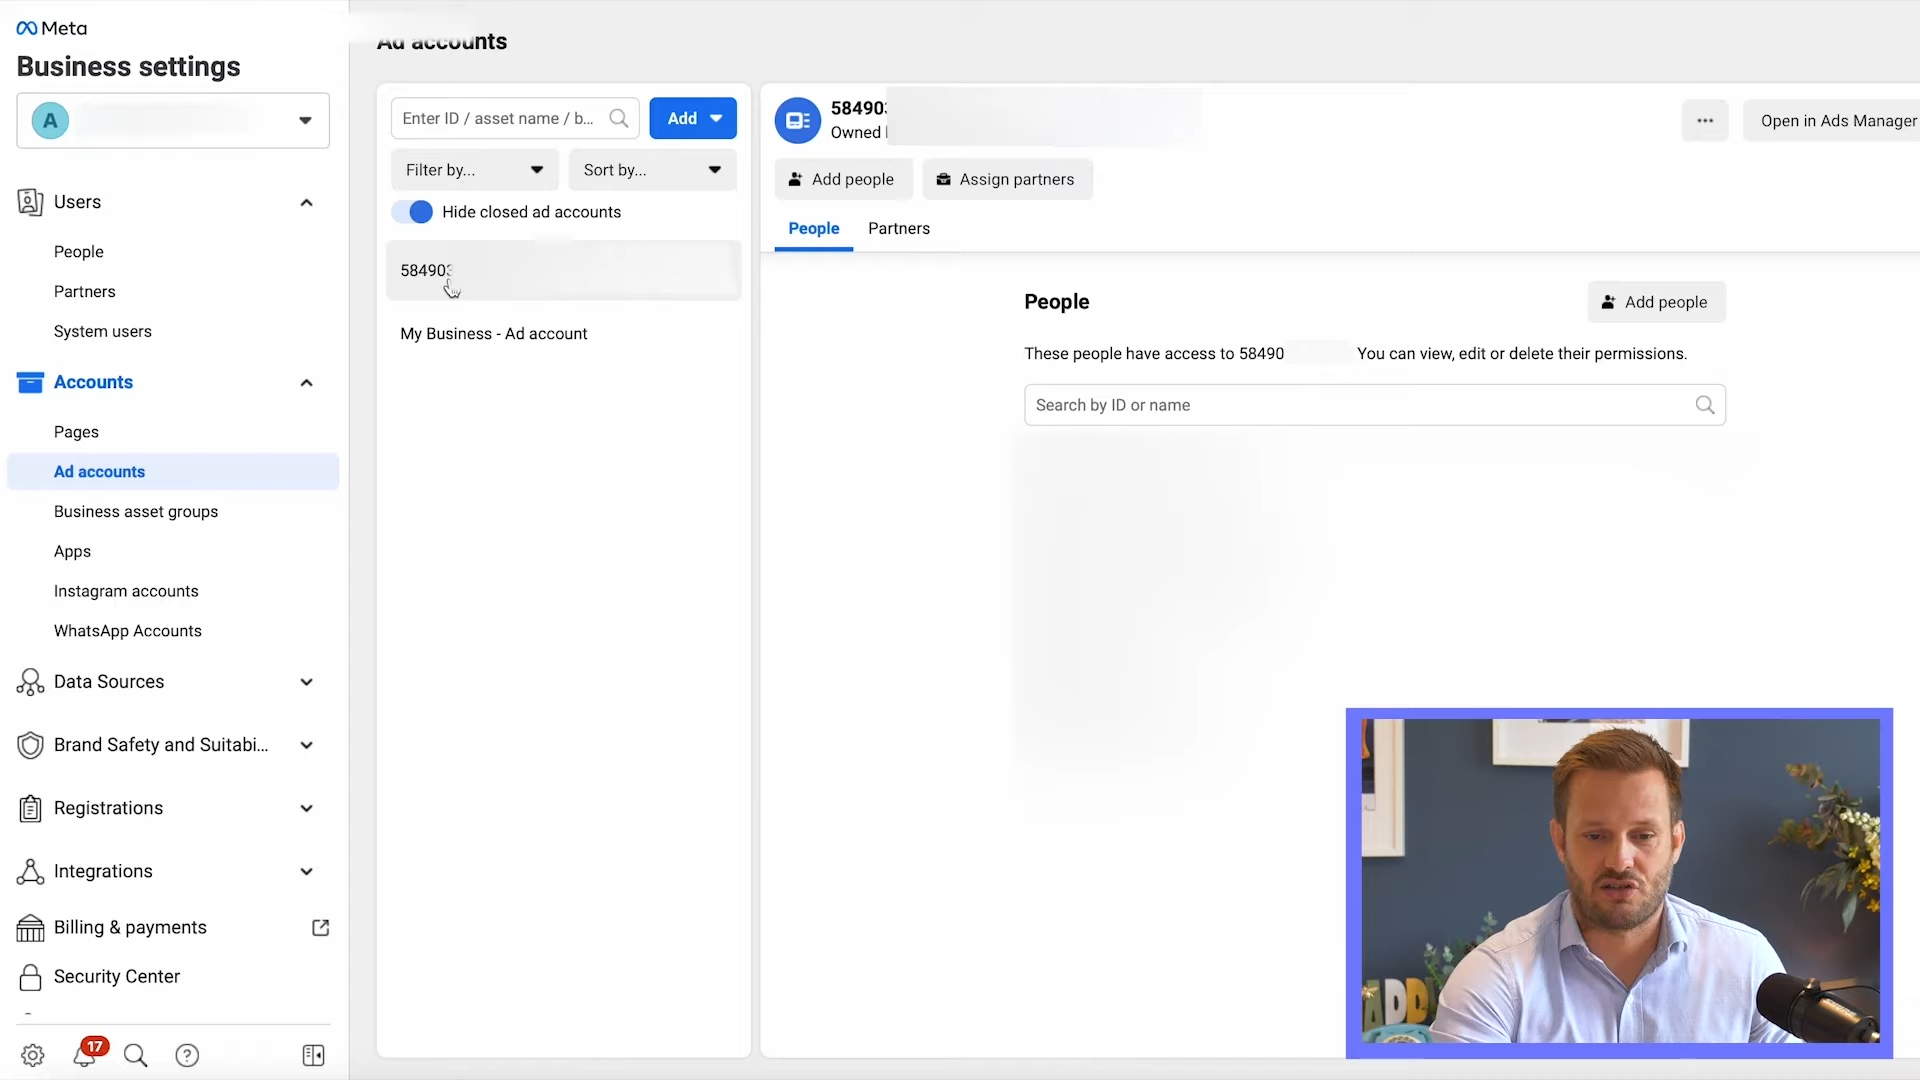 Meta
Business settings
A
Users
People
Partners
System users
Accounts
Pages
Ad accounts
Business asset groups
Apps
Instagram accounts
WhatsApp Accounts
Data Sources
Brand Safety and Suitabi...
Registrations
Integrations
Billing & payments
Security Center
17
Ad accounts
Enter ID / asset name / b...
Add
Filter by...
Sort by...
Hide closed ad accounts
584903
My Business - Ad account
584903
Owned
Open in Ads Manager
Add people
Assign partners
People
Partners
People
Add people
These people have access to 58490 You can view, edit or delete their permissions.
Search by ID or name
ADD